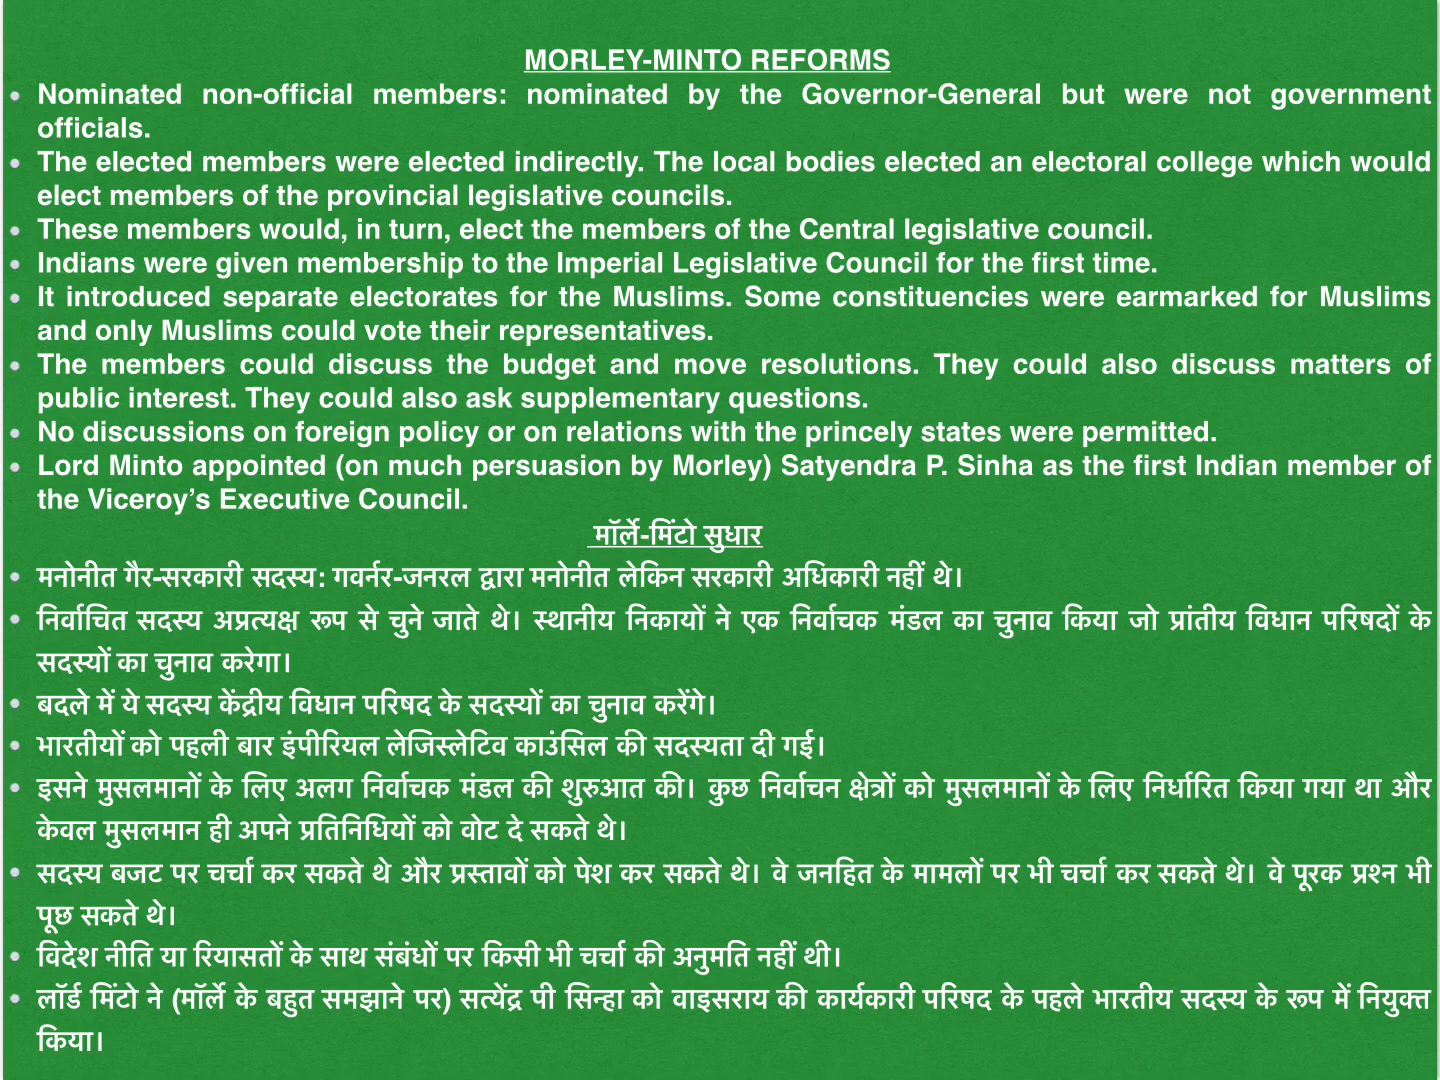 MORLEY-MINTO REFORMS
• Nominated non-official members: nominated by the Governor-General but were not government
officials.
• The elected members were elected indirectly. The local bodies elected an electoral college which would
elect members of the provincial legislative councils.
• These members would, in turn, elect the members of the Central legislative council.
• Indians were given membership to the Imperial Legislative Council for the first time.
• It introduced separate electorates for the Muslims. Some constituencies were earmarked for Muslims
and only Muslims could vote their representatives.
• The members could discuss the budget and move resolutions. They could also discuss matters of
public interest. They could also ask supplementary questions.
• No discussions on foreign policy or on relations with the princely states were permitted.
• Lord Minto appointed (on much persuasion by Morley) Satyendra P. Sinha as the first Indian member of
the Viceroy’s Executive Council.
मॉर्ले-मिंटो सुधार
• मनोनीत गैर-सरकारी सदस्य: गवर्नर-जनरल द्वारा मनोनीत लेकिन सरकारी अधिकारी नहीं थे।
• निर्वाचित सदस्य अप्रत्यक्ष रूप से चुने जाते थे। स्थानीय निकायों ने एक निर्वाचक मंडल का चुनाव किया जो प्रांतीय विधान परिषदों के
सदस्यों का चुनाव करेगा।
• बदले में ये सदस्य केंद्रीय विधान परिषद के सदस्यों का चुनाव करेंगे।
• भारतीयों को पहली बार इंपीरियल लेजिस्लेटिव काउंसिल की सदस्यता दी गई।
• इसने मुसलमानों के लिए अलग निर्वाचक मंडल की शुरुआत की। कुछ निर्वाचन क्षेत्रों को मुसलमानों के लिए निर्धारित किया गया था और
केवल मुसलमान ही अपने प्रतिनिधियों को वोट दे सकते थे।
• सदस्य बजट पर चर्चा कर सकते थे और प्रस्तावों को पेश कर सकते थे। वे जनहित के मामलों पर भी चर्चा कर सकते थे। वे पूरक प्रश्न भी
पूछ सकते थे।
• विदेश नीति या रियासतों के साथ संबंधों पर किसी भी चर्चा की अनुमति नहीं थी।
• लॉर्ड मिंटो ने (मॉर्ले के बहुत समझाने पर) सत्येंद्र पी सिन्हा को वाइसराय की कार्यकारी परिषद के पहले भारतीय सदस्य के रूप में नियुक्त
किया।